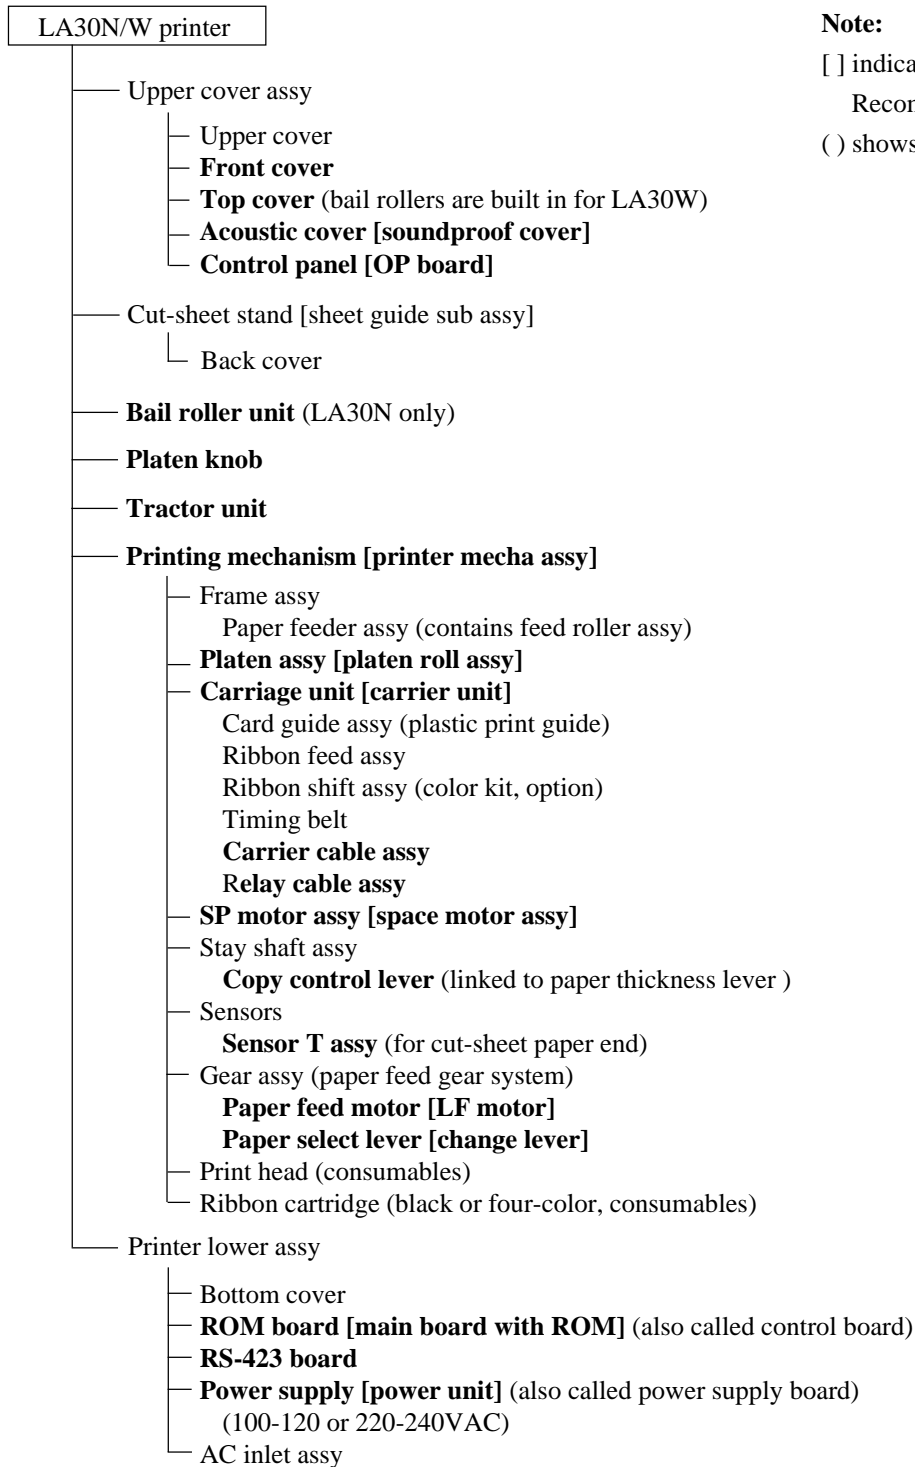 LA30N/W printer
Note:
[ ] indica
Recor
( ) shows
Upper cover assy
Upper cover
Front cover
Top cover (bail rollers are built in for LA30W)
Acoustic cover [soundproof cover]
Control panel [OP board]
Cut-sheet stand [sheet guide sub assy]
Back cover
Bail roller unit (LA30N only)
Platen knob
Tractor unit
Printing mechanism [printer mecha assy]
Frame assy
Paper feeder assy (contains feed roller assy)
Platen assy [platen roll assy]
Carriage unit [carrier unit]
Card guide assy (plastic print guide)
Ribbon feed assy
Ribbon shift assy (color kit, option)
Timing belt
Carrier cable assy
Relay cable assy
SP motor assy [space motor assy]
Stay shaft assy
Copy control lever (linked to paper thickness lever )
Sensors
Sensor T assy (for cut-sheet paper end)
Gear assy (paper feed gear system)
Paper feed motor [LF motor]
Paper select lever [change lever]
Print head (consumables)
Ribbon cartridge (black or four-color, consumables)
Printer lower assy
Bottom cover
ROM board [main board with ROM] (also called control board)
RS-423 board
Power supply [power unit] (also called power supply board)
(100-120 or 220-240VAC)
AC inlet assy